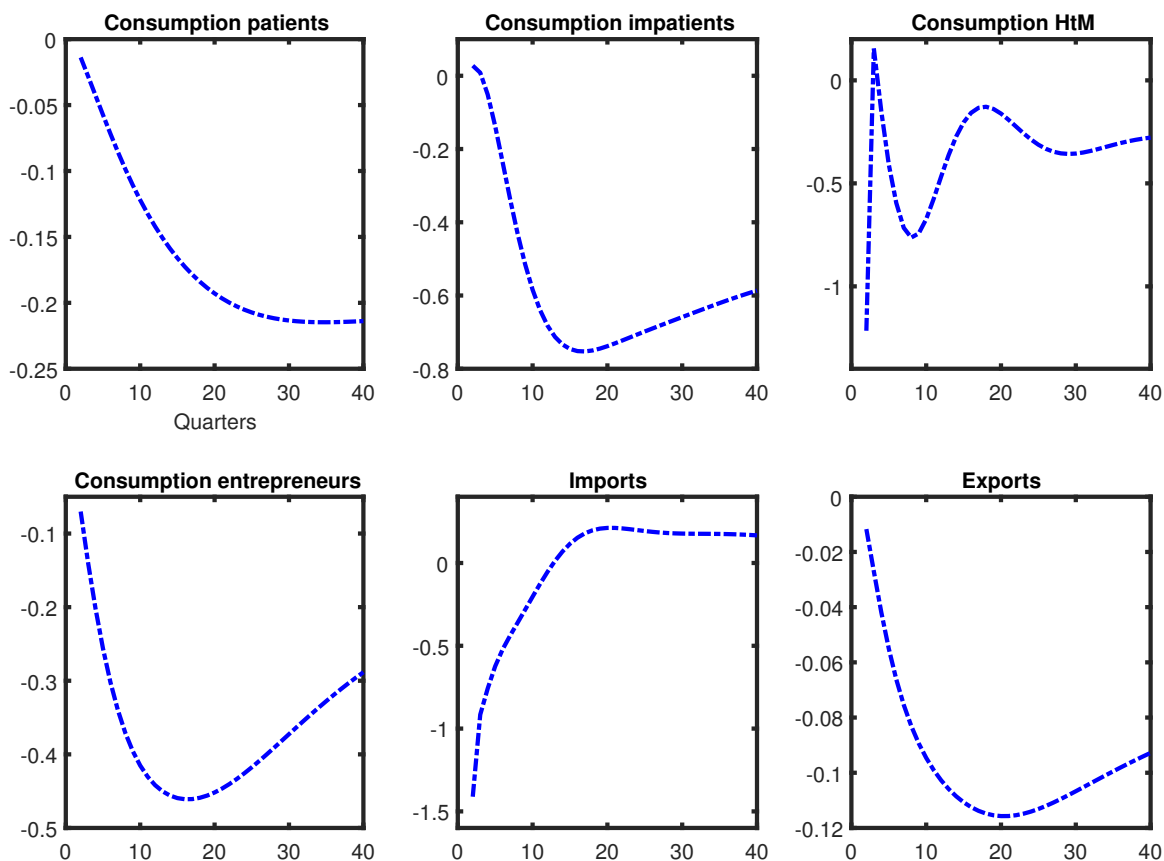 Consumption patients
0
-0.05
-0.1
-0.15
-0.2
-0.25
0 10 20 30 40
Quarters
Consumption impatients
0
-0.2
-0.4
-0.6
-0.8
0 10 20 30 40
Consumption HtM
0
-0.5
-1
0 10 20 30 40
Consumption entrepreneurs
-0.1
-0.2
-0.3
-0.4
-0.5
0 10 20 30 40
Imports
0
-0.5
-1
-1.5
0 10 20 30 40
Exports
0
-0.02
-0.04
-0.06
-0.08
-0.1
-0.12
0 10 20 30 40